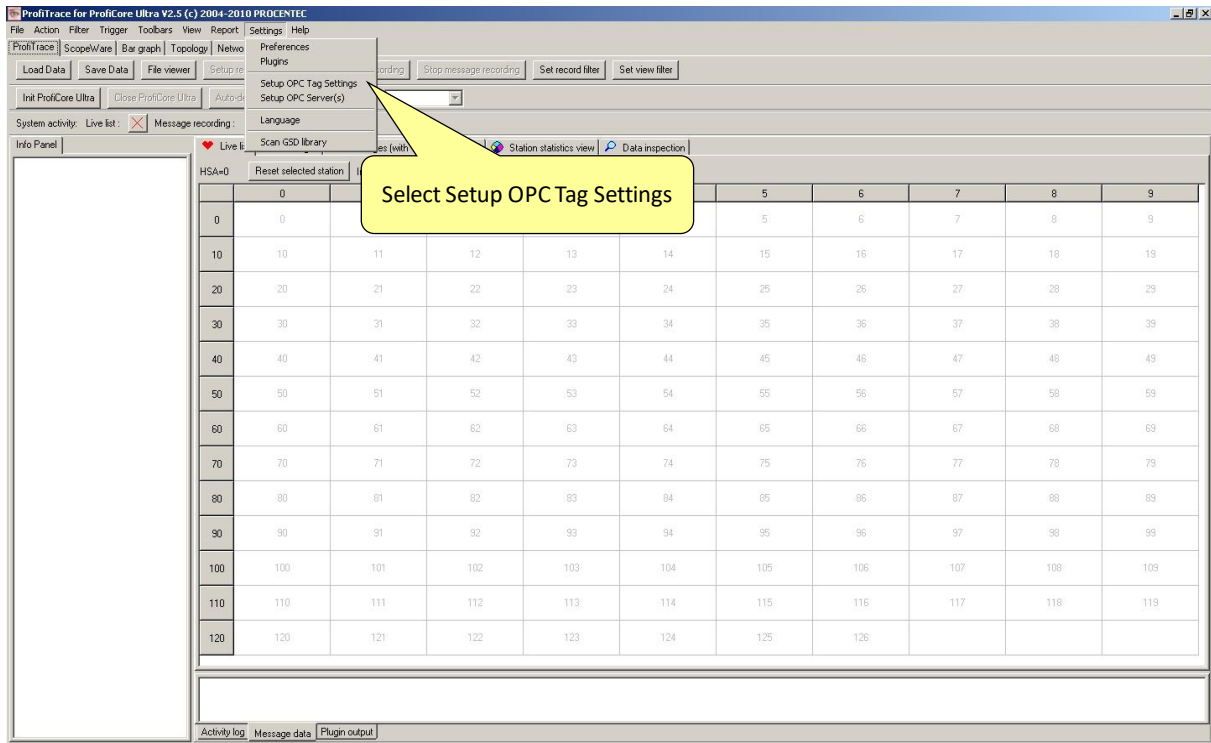 ProfiTrace for ProfiCore Ultra V2.5 (c) 2004-2010 PROCENTEC
File Action Filter Trigger Toolbars View Report Settings Help
ProfiTrace ScopeWare Bar graph Topology Netwo
Preferences
Plugins
Setup OPC Tag Settings
Setup OPC Server(s)
Language
Scan GSD library
Load Data Save Data File viewer Setup re ording Stop message recording Set record filter Set view filter
Init ProfiCore Ultra Close ProfiCore Ultra Auto-de
System activity: Live list : Message recording :
Info Panel
Live li es (with Station statistics view Data inspection
HSA=0 Reset selected station
Select Setup OPC Tag Settings
0 5 6 7 8 9
0 0 5 6 7 8 9
10 10 11 12 13 14 15 16 17 18 19
20 20 21 22 23 24 25 26 27 28 29
30 30 31 32 33 34 35 36 37 38 39
40 40 41 42 43 44 45 46 47 48 49
50 50 51 52 53 54 55 56 57 58 59
60 60 61 62 63 64 65 66 67 68 69
70 70 71 72 73 74 75 76 77 78 79
80 80 81 82 83 84 85 86 87 88 89
90 90 91 92 93 94 95 96 97 98 99
100 100 101 102 103 104 105 106 107 108 109
110 110 111 112 113 114 115 116 117 118 119
120 120 121 122 123 124 125 126
Activity log Message data Plugin output